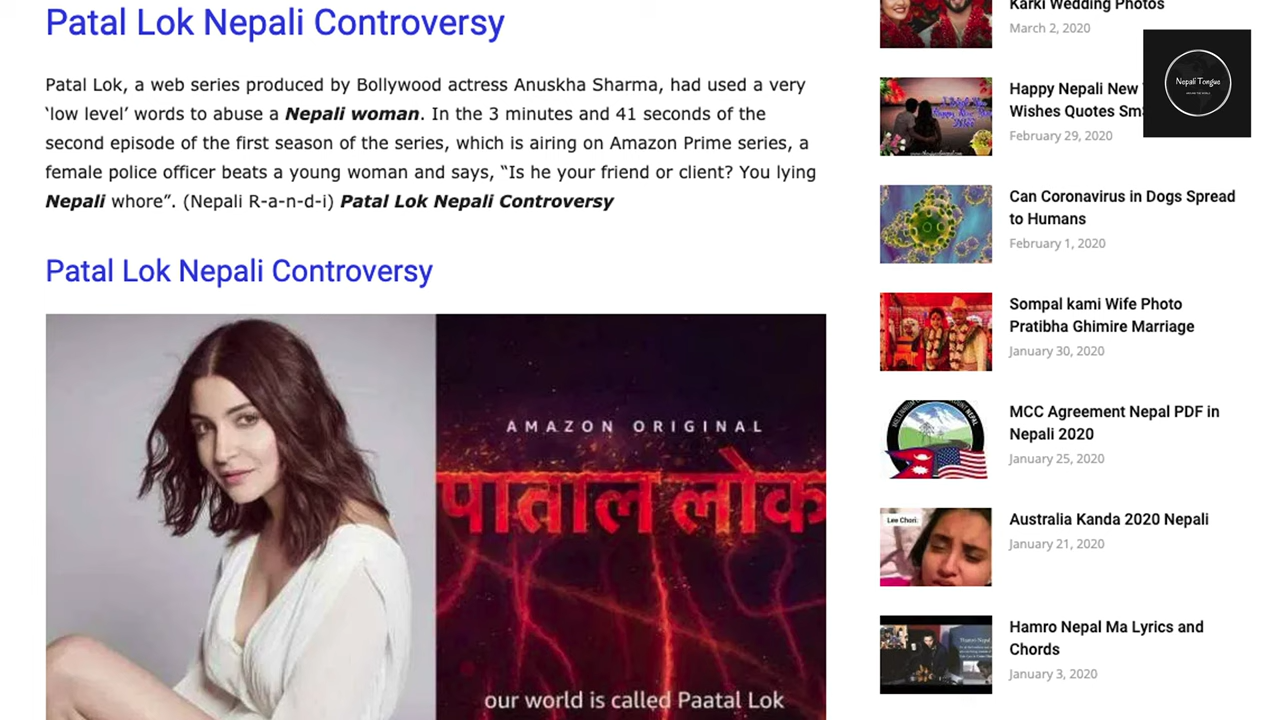 Patal Lok Nepali Controversy
Patal Lok, a web series produced by Bollywood actress Anuskha Sharma, had used a very
‘low level’ words to abuse a Nepali woman. In the 3 minutes and 41 seconds of the
second episode of the first season of the series, which is airing on Amazon Prime series, a
female police officer beats a young woman and says, “Is he your friend or client? You lying
Nepali whore”. (Nepali R-a-n-d-i) Patal Lok Nepali Controversy
Patal Lok Nepali Controversy
AMAZON ORIGINAL
पाताल लोक
our world is called Paatal Lok
Karki Wedding Photos
March 2, 2020
Happy Nepali New
Wishes Quotes Sm
February 29, 2020
Nepali Tongue
Can Coronavirus in Dogs Spread
to Humans
February 1, 2020
Sompal kami Wife Photo
Pratibha Ghimire Marriage
January 30, 2020
MCC Agreement Nepal PDF in
Nepali 2020
January 25, 2020
Lee Chori:
Australia Kanda 2020 Nepali
January 21, 2020
Hamro Nepal Ma Lyrics and
Chords
January 3, 2020